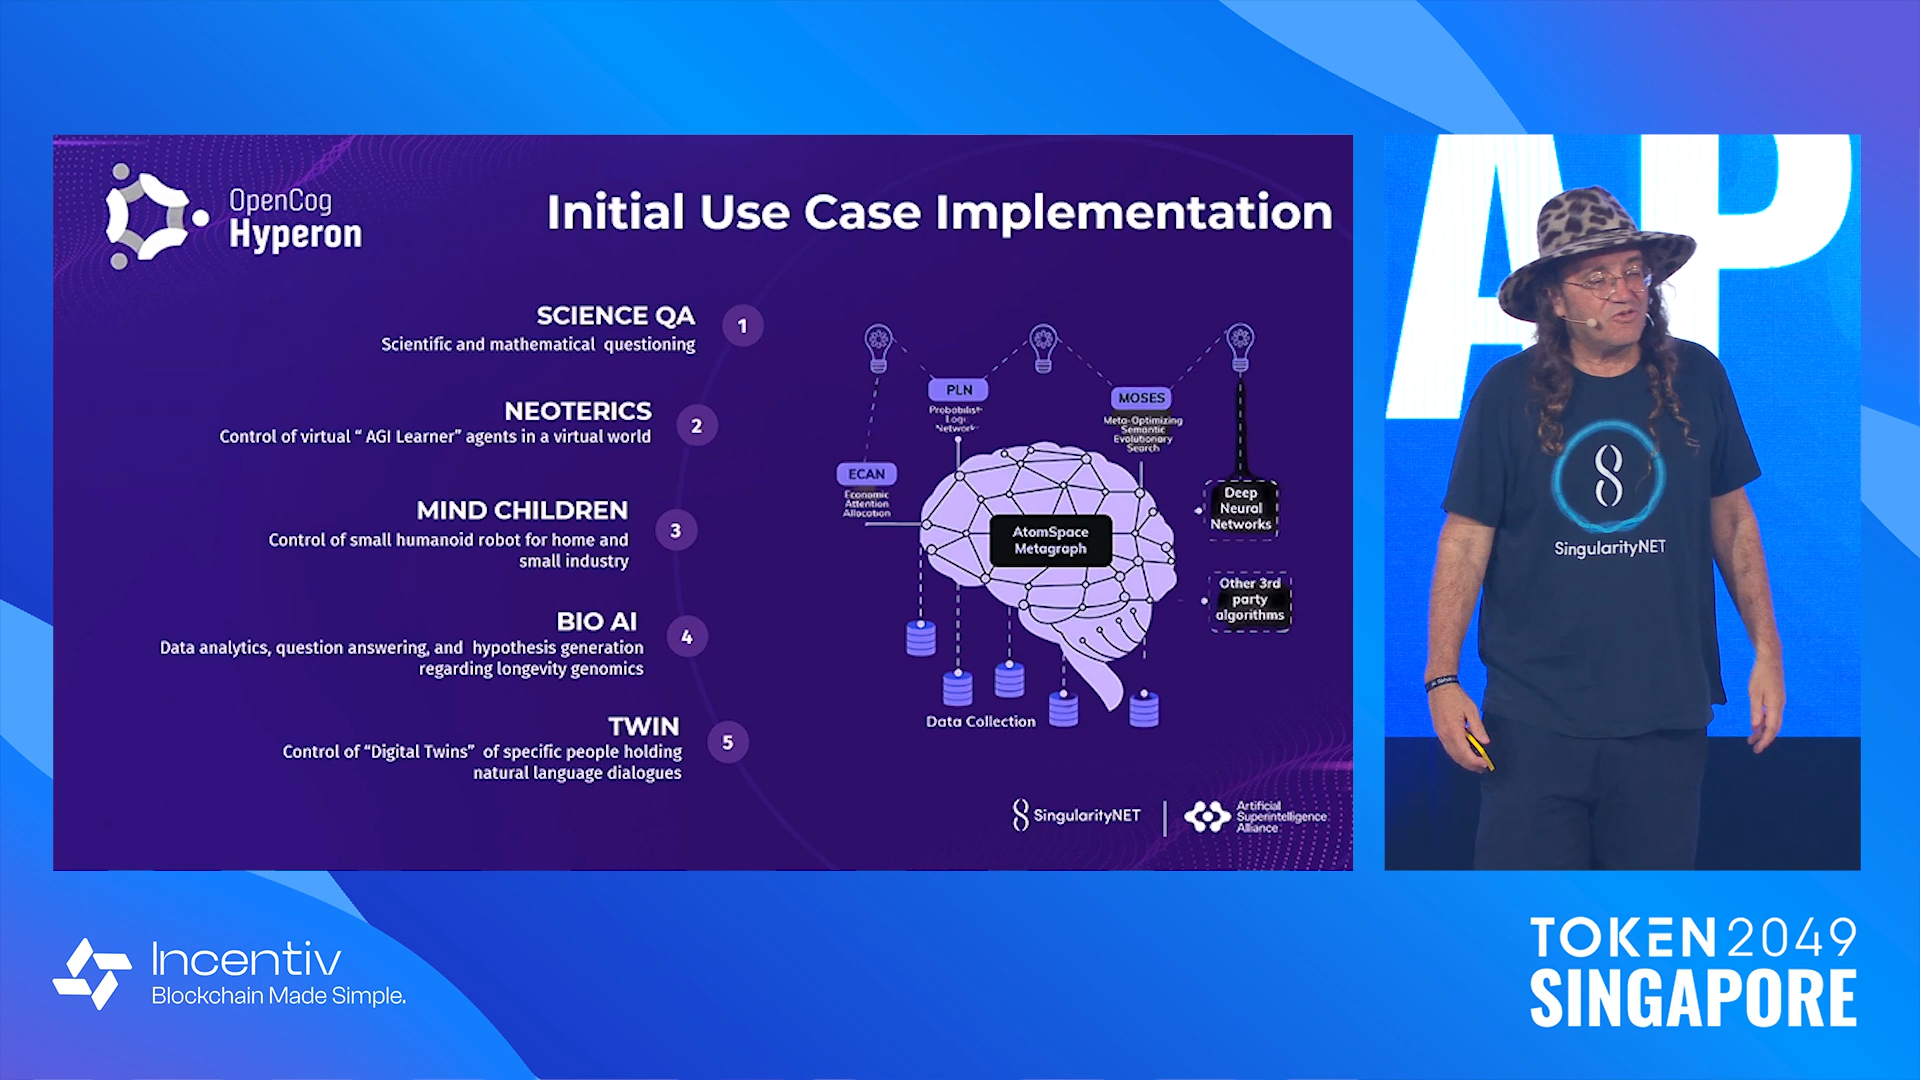 OpenCog
Hyperon
Initial Use Case Implementation
SCIENCE QA
1
Scientific and mathematical questioning
NEOTERICS
2
Control of virtual “ AGI Learner” agents in a virtual world
MIND CHILDREN
3
Control of small humanoid robot for home and
small industry
BIO AI
4
Data analytics, question answering, and hypothesis generation
regarding longevity genomics
TWIN
5
Control of “Digital Twins” of specific people holding
natural language dialogues
PLN
Probabilist-
Logi-
Network-
MOSES
Meta-Optimizing
Semantic
Evolutionary
Search
ECAN
Economic
Attention
Allocation
AtomSpace
Metagraph
Deep
Neural
Networks
Other 3rd
party
algorithms
Data Collection
SingularityNET
Artificial
Superintelligence
Alliance
AP
SingularityNET
Incentiv
Blockchain Made Simple.
TOKEN2049
SINGAPORE